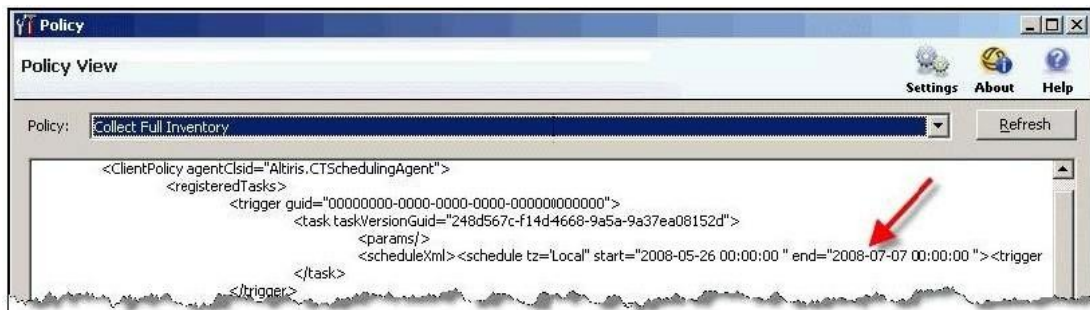 Policy
Policy View
Settings About Help
Policy: Collect Full Inventory Refresh
<ClientPolicy agentClsid="Altiris.CTSchedulingAgent">
<registeredTasks>
<trigger guid="00000000-0000-0000-0000-000000000000">
<task taskVersionGuid="248d567c-f14d-4668-9a5a-9a37ea08152d">
<params/>
<scheduleXml><schedule tz='Local" start="2008-05-26 00:00:00 " end="2008-07-07 00:00:00 "><trigger
</task>
</trigger>